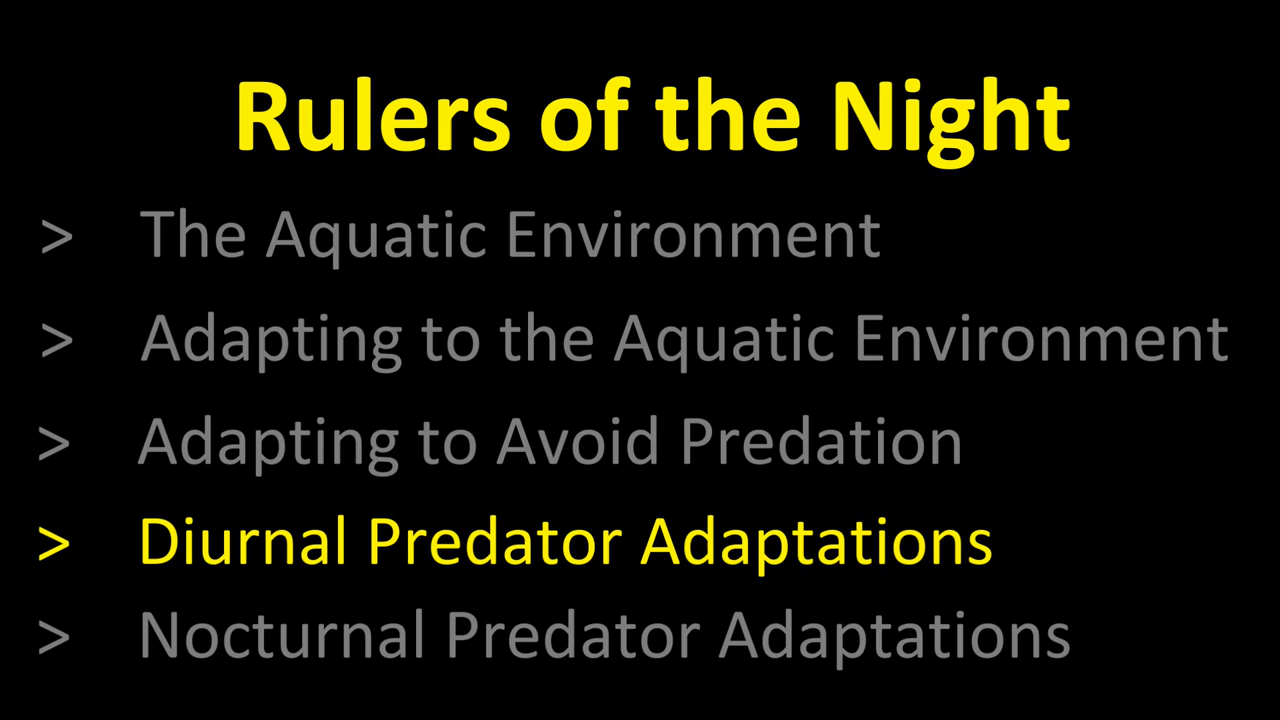 Rulers of the Night
> The Aquatic Environment
> Adapting to the Aquatic Environment
> Adapting to Avoid Predation
> Diurnal Predator Adaptations
> Nocturnal Predator Adaptations